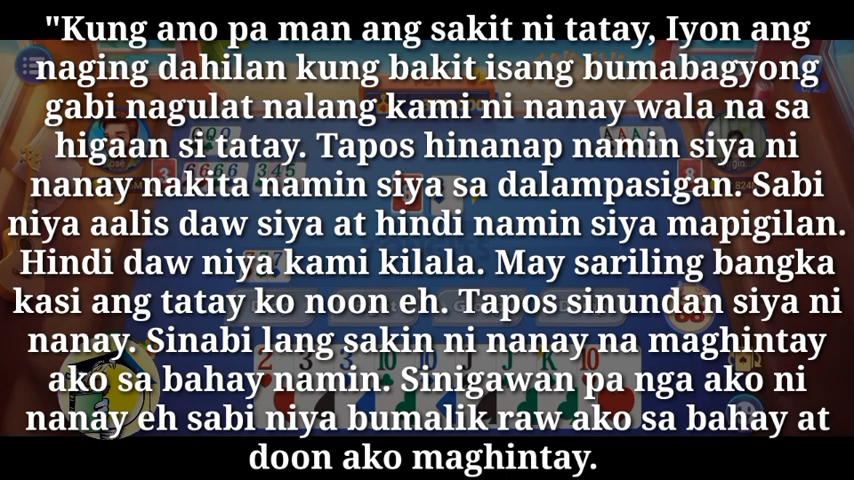 "Kung ano pa man ang sakit ni tatay, Iyon ang
naging dahilan kung bakit isang bumabagyong
gabi nagulat nalang kami ni nanay wala na sa
higaan si tatay. Tapos hinanap namin siya ni
nanay nakita namin siya sa dalampasigan. Sabi
niya aalis daw siya at hindi namin siya mapigilan.
Hindi daw niya kami kilala. May sariling bangka
kasi ang tatay ko noon eh. Tapos sinundan siya ni
nanay. Sinabi lang sakin ni nanay na maghintay
ako sa bahay namin. Sinigawan pa nga ako ni
nanay eh sabi niya bumalik raw ako sa bahay at
doon ako maghintay.